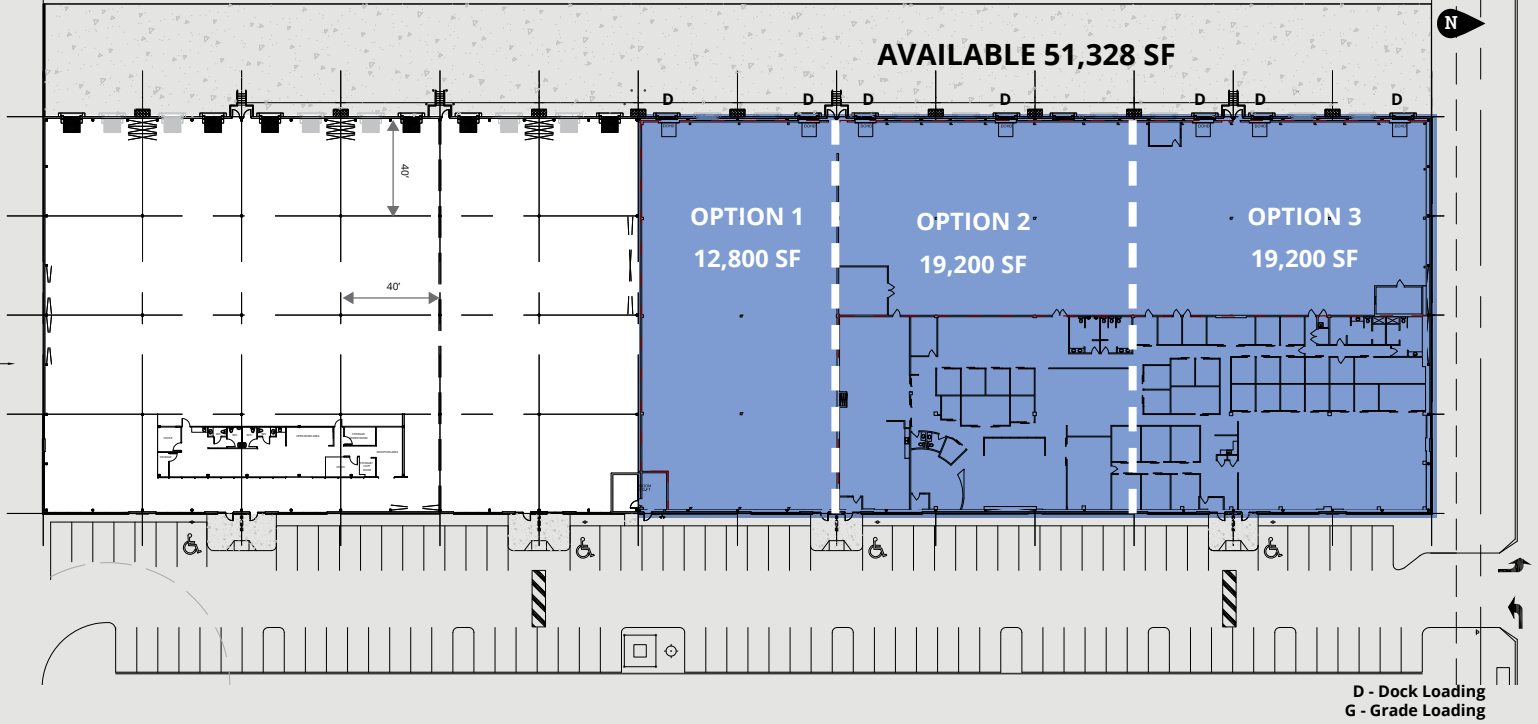 N
AVAILABLE 51,328 SF
D
D
D
D
D
D
D
40'
40'
OPTION 1
12,800 SF
OPTION 2
19,200 SF
OPTION 3
19,200 SF
D - Dock Loading
G - Grade Loading